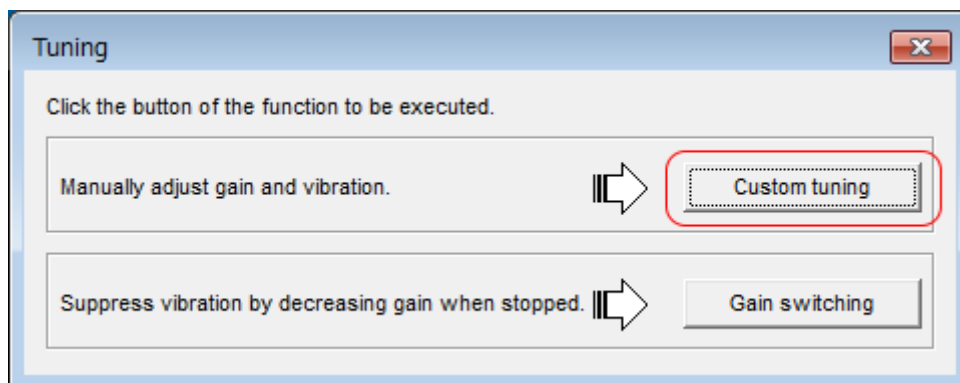 Tuning
Click the button of the function to be executed.
Manually adjust gain and vibration.
Custom tuning
Suppress vibration by decreasing gain when stopped.
Gain switching